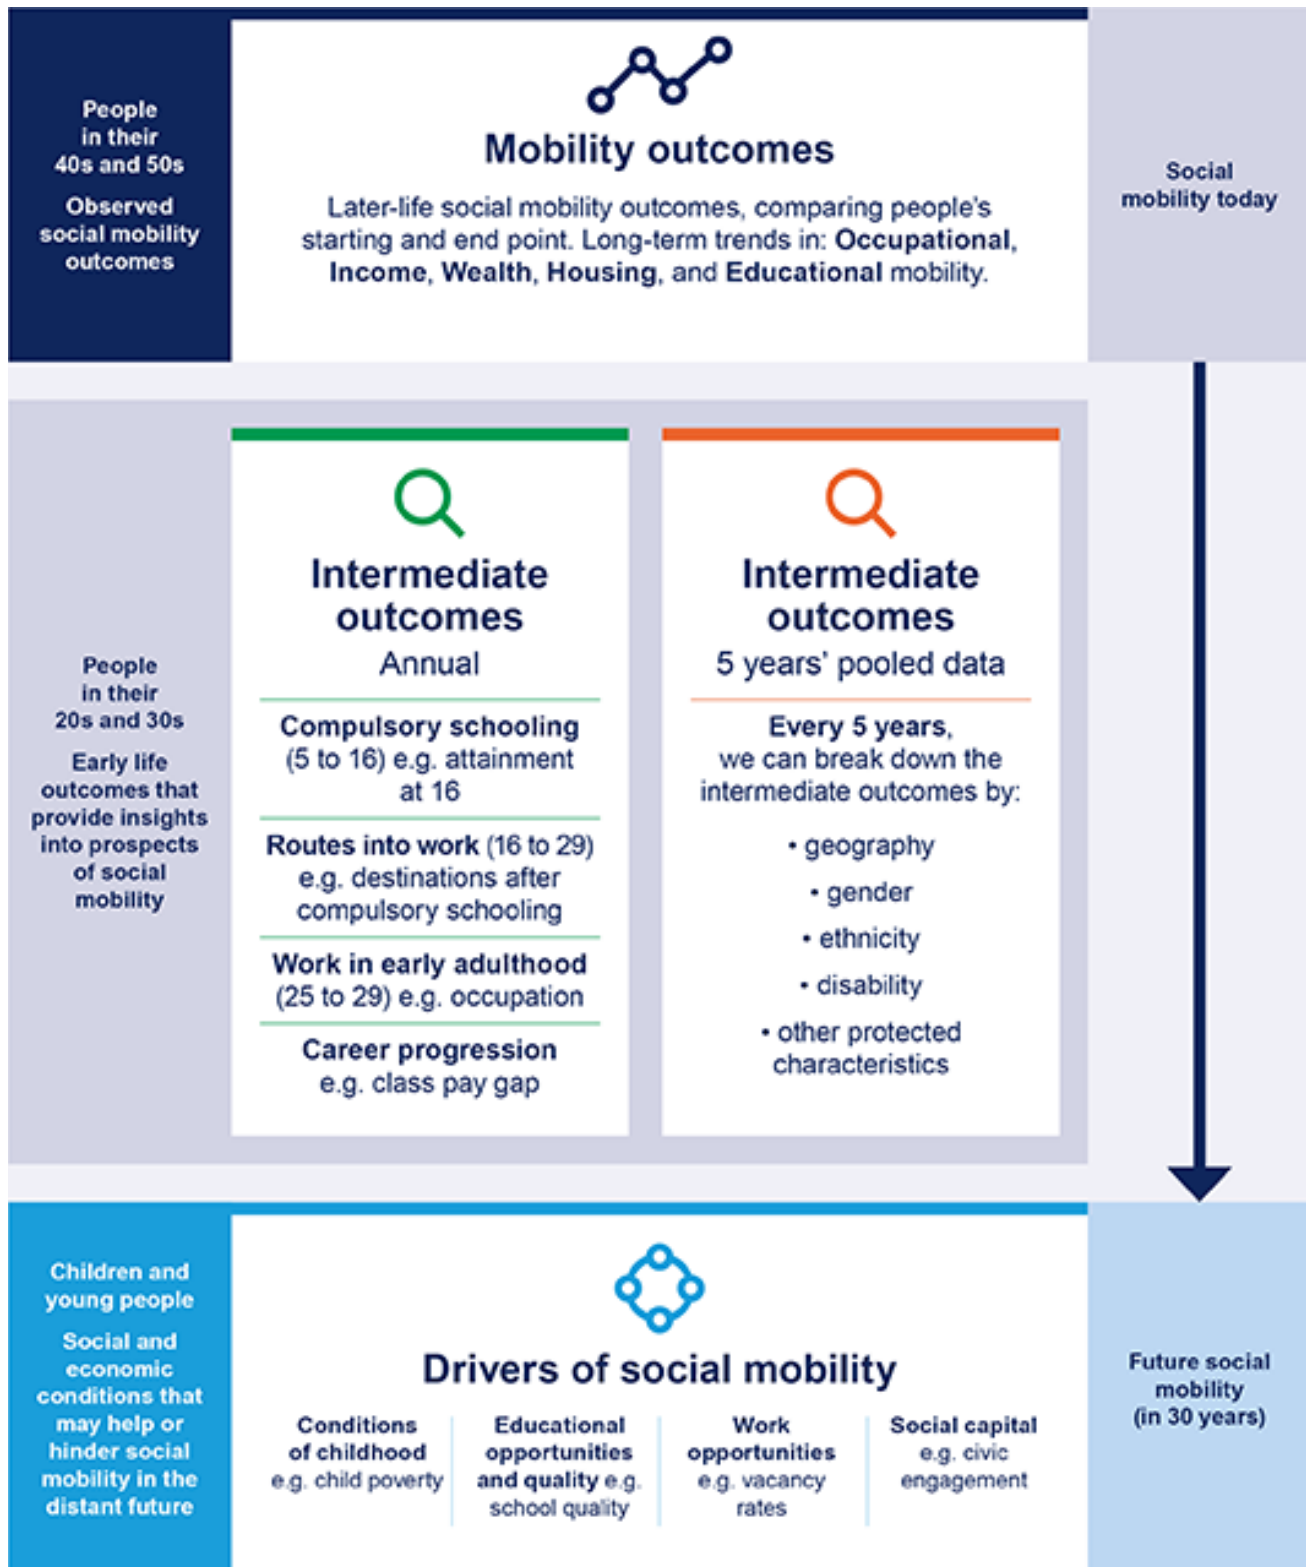 People
in their
40s and 50s
Observed
social mobility
outcomes
Mobility outcomes
Later-life social mobility outcomes, comparing people's
starting and end point. Long-term trends in: Occupational,
Income, Wealth, Housing, and Educational mobility.
Social
mobility today
People
in their
20s and 30s
Early life
outcomes that
provide insights
into prospects
of social
mobility
Intermediate
outcomes
Annual
Compulsory schooling
(5 to 16) e.g. attainment
at 16
Routes into work (16 to 29)
e.g. destinations after
compulsory schooling
Work in early adulthood
(25 to 29) e.g. occupation
Career progression
e.g. class pay gap
Intermediate
outcomes
5 years’ pooled data
Every 5 years,
we can break down the
intermediate outcomes by:
• geography
• gender
• ethnicity
• disability
• other protected
characteristics
Children and
young people
Social and
economic
conditions that
may help or
hinder social
mobility in the
distant future
Drivers of social mobility
Conditions
of childhood
e.g. child poverty
Educational
opportunities
and quality e.g.
school quality
Work
opportunities
e.g. vacancy
rates
Social capital
e.g. civic
engagement
Future social
mobility
(in 30 years)